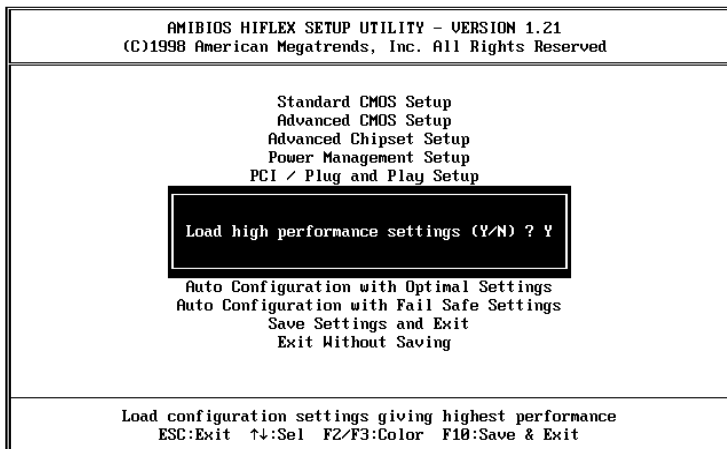 AMIBIOS HIFLEX SETUP UTILITY - VERSION 1.21
(C)1998 American Megatrends, Inc. All Rights Reserved
Standard CMOS Setup
Advanced CMOS Setup
Advanced Chipset Setup
Power Management Setup
PCI / Plug and Play Setup
Load high performance settings (Y/N) ? Y
Auto Configuration with Optimal Settings
Auto Configuration with Fail Safe Settings
Save Settings and Exit
Exit Without Saving
Load configuration settings giving highest performance
ESC:Exit ↑↓:Sel F2/F3:Color F10:Save & Exit